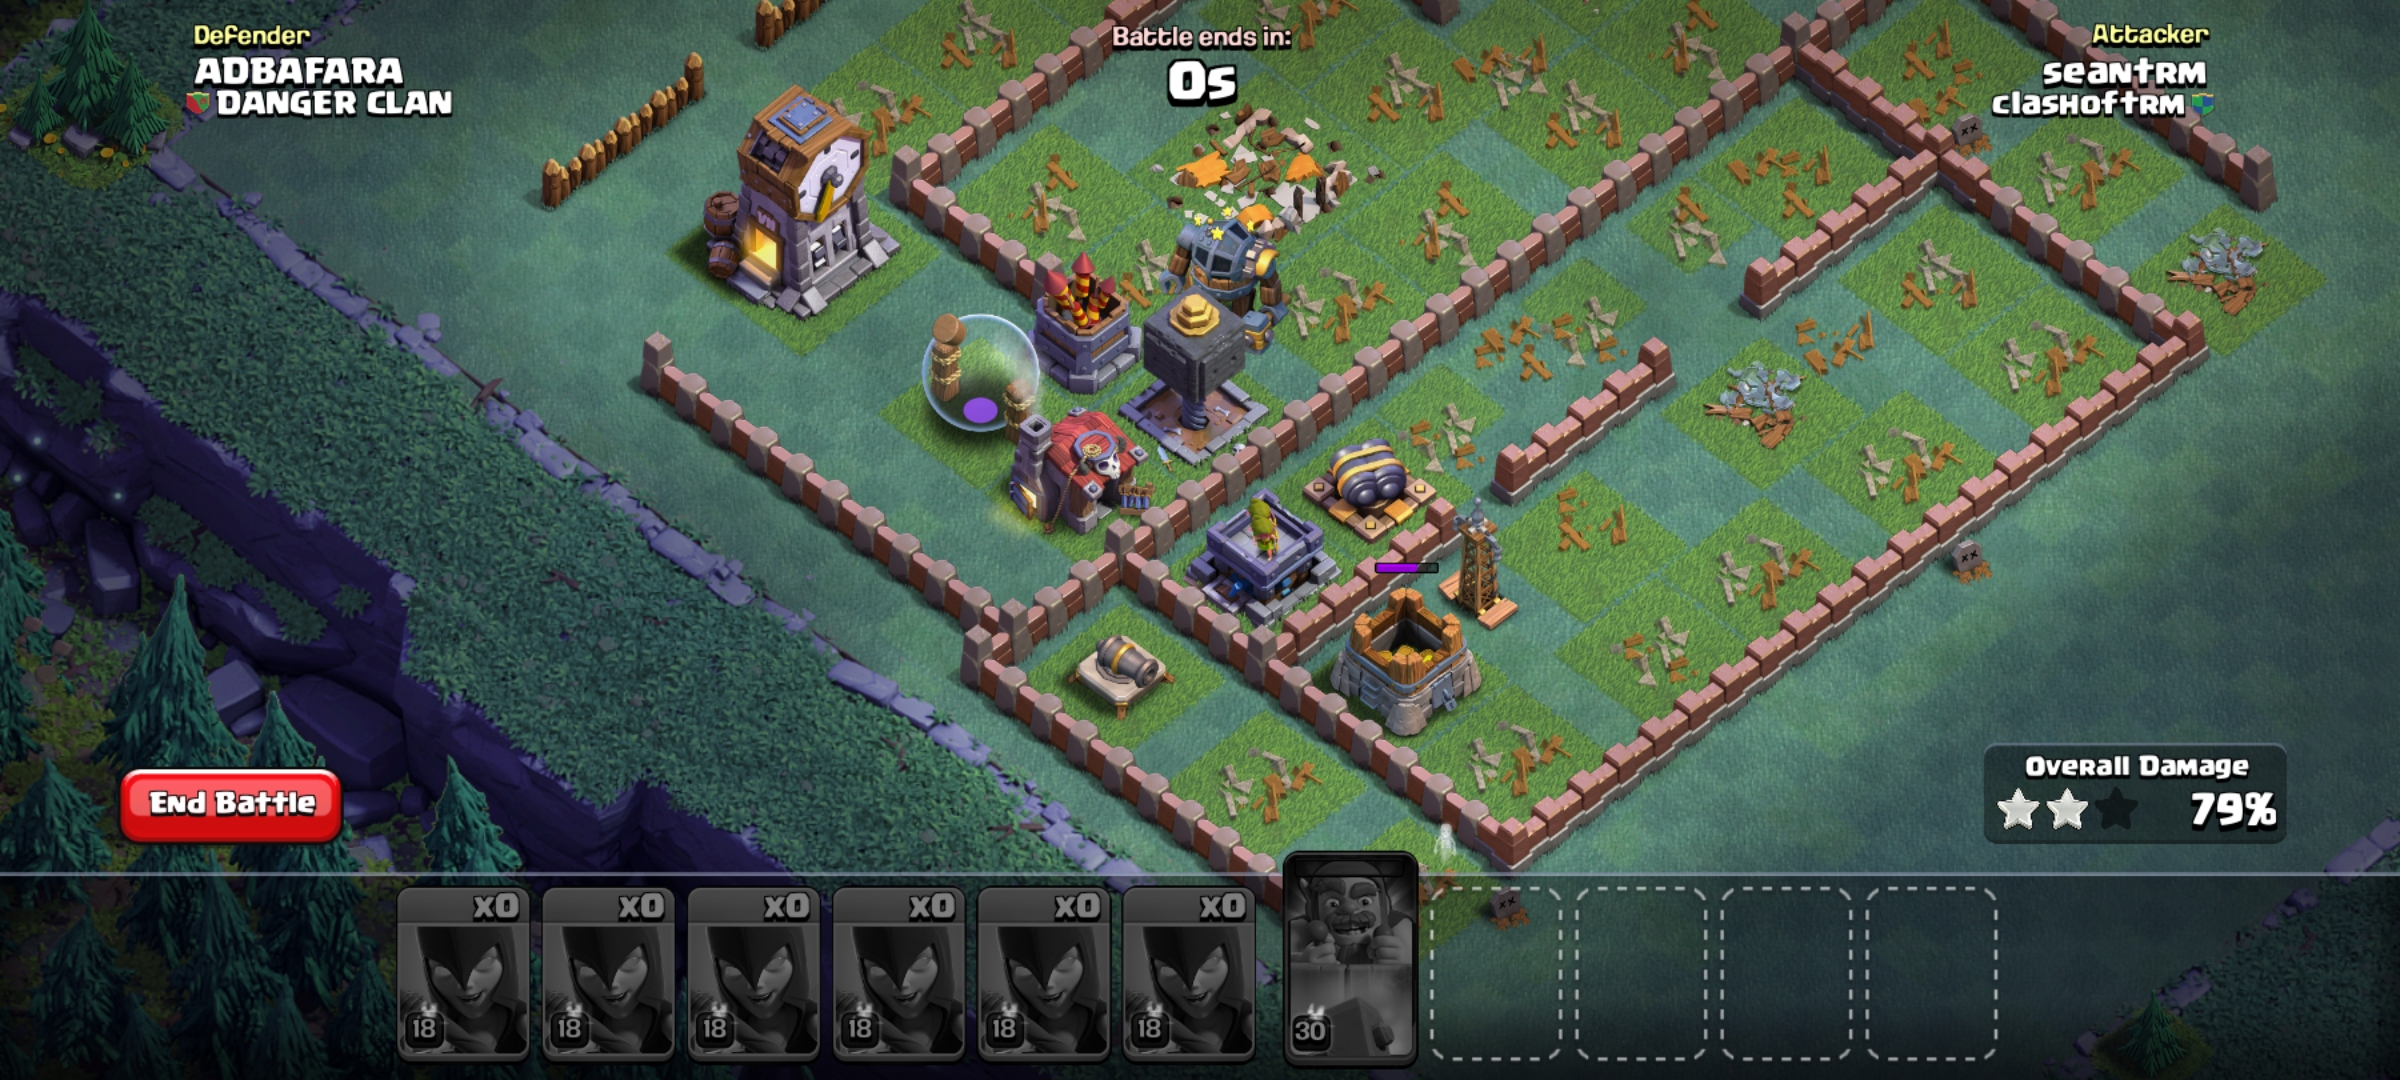 Defender
ADBAFARA
DANGER CLAN
Battle ends in:
0s
Attacker
seantRM
clashoftRM
End Battle
Overall Damage
79%
x0
x0
x0
x0
x0
x0
18
18
18
18
18
18
30